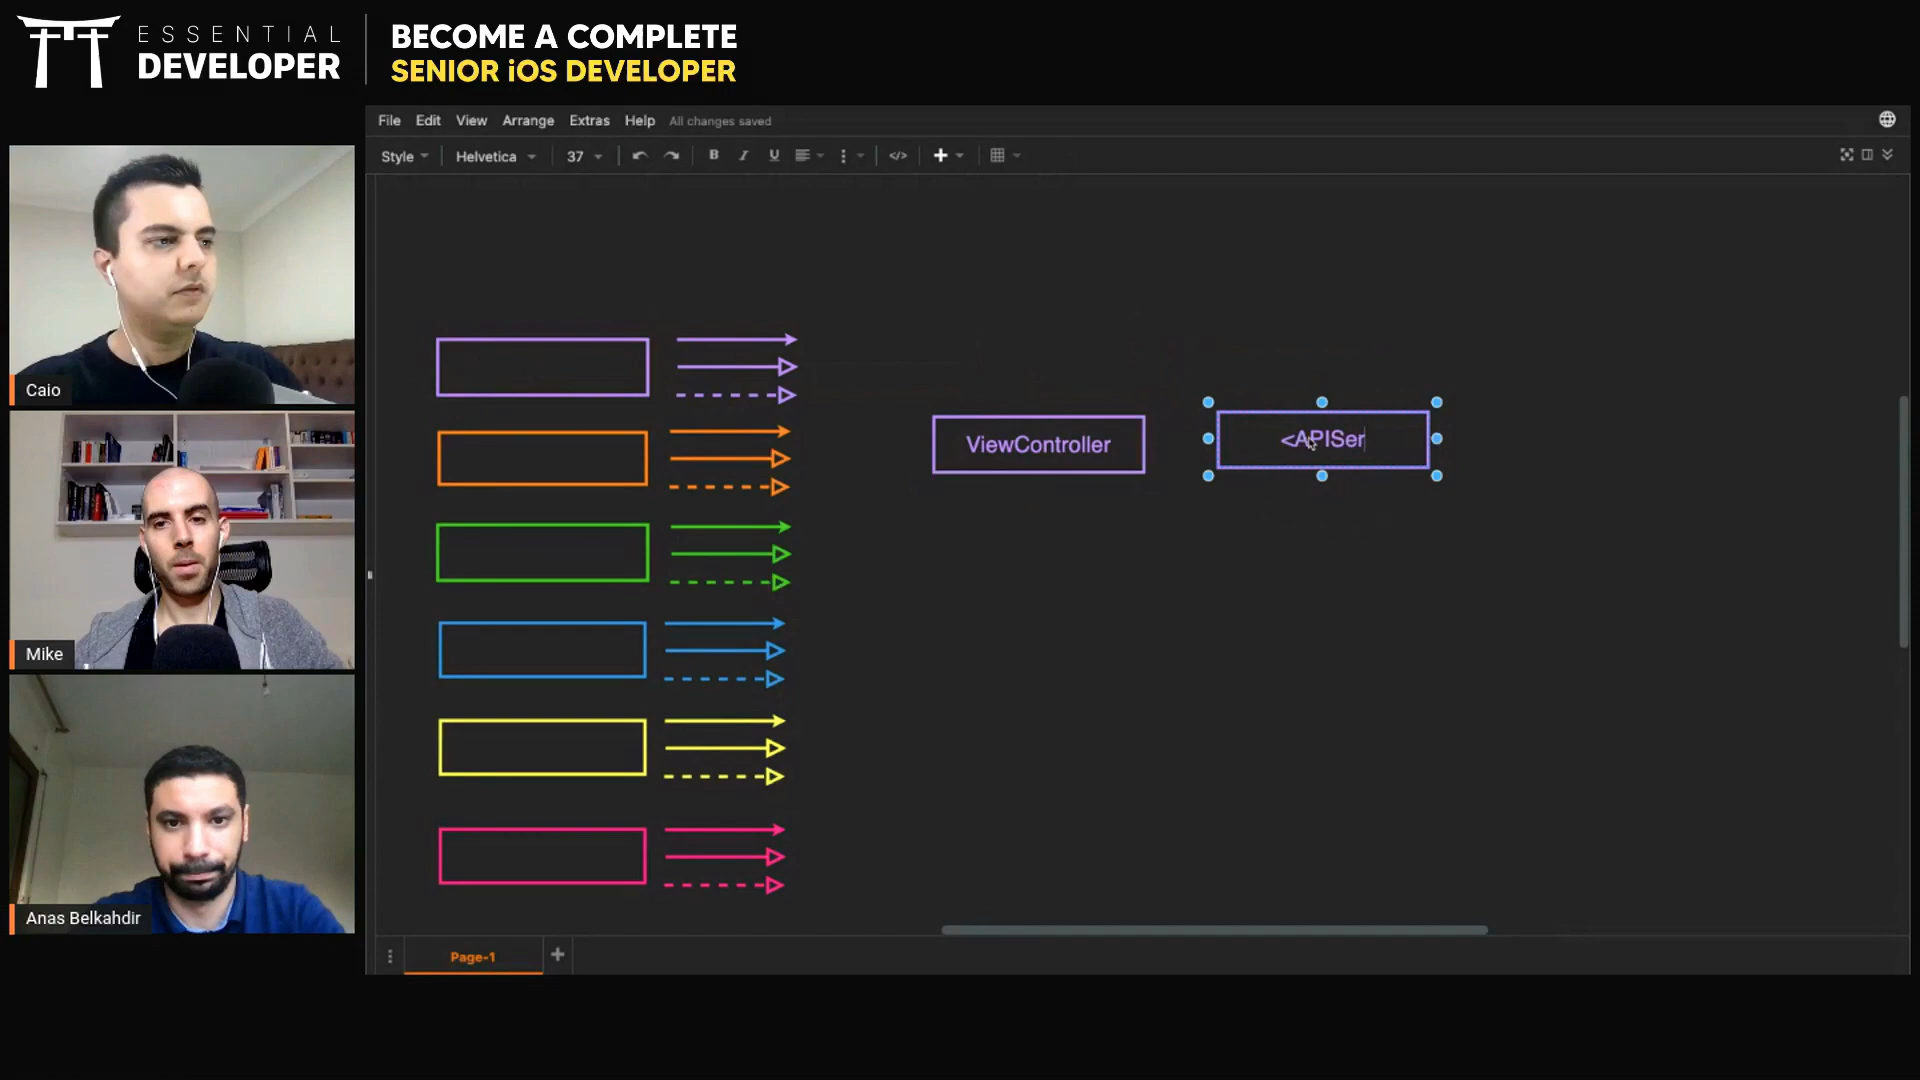 ESSENTIAL
DEVELOPER
BECOME A COMPLETE
SENIOR iOS DEVELOPER
File Edit View Arrange Extras Help All changes saved
Style Helvetica 37 B I U </>
Caio
Mike
Anas Belkahdir
ViewController
<APISer
Page-1